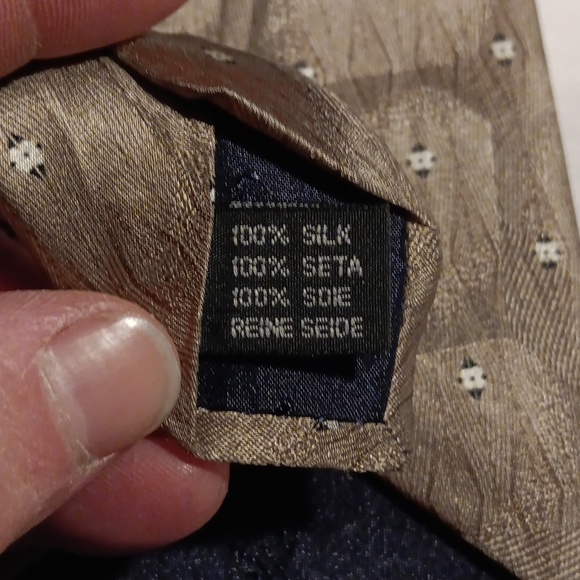 100% SILK
100% SETA
100% SOIE
REINE SEIDE